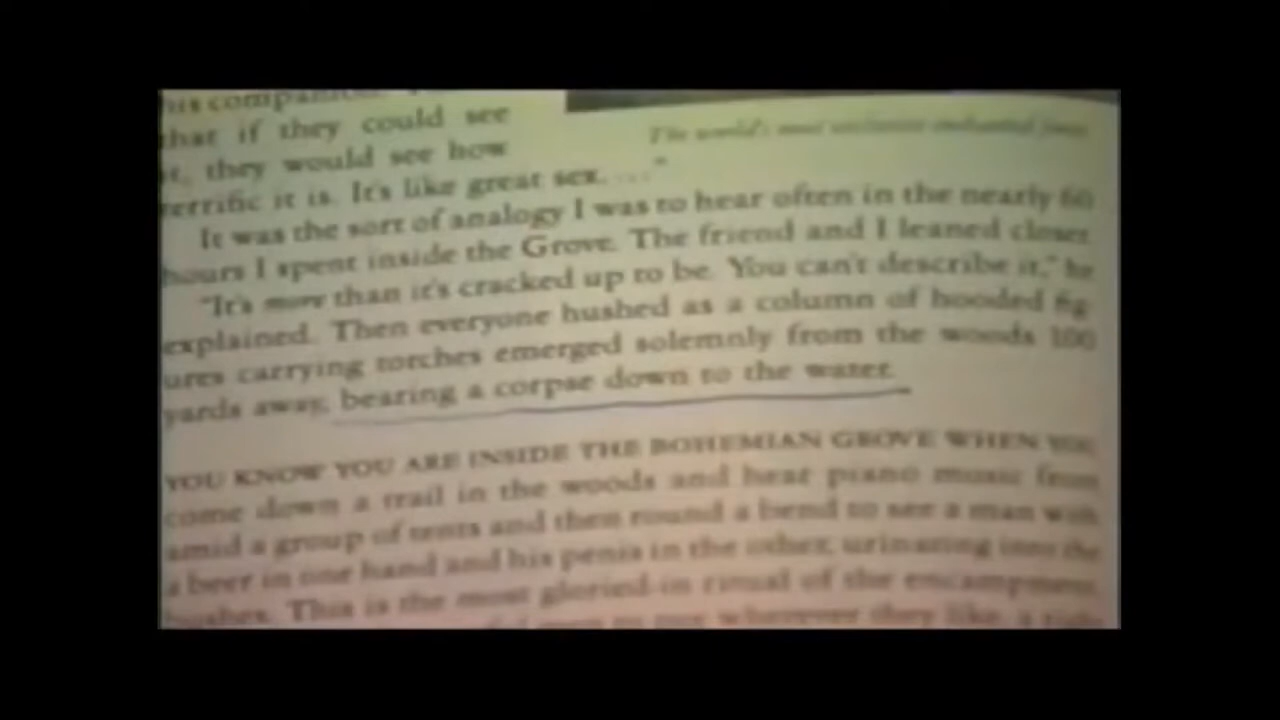 his companion.
that if they could see
it, they would see how
terrific it is. It's like great sex. . . ."
The world's most exclusive
It was the sort of analogy I was to hear often in the nearly 60
hours I spent inside the Grove. The friend and I leaned closer.
"It's more than it's cracked up to be. You can't describe it," he
explained. Then everyone hushed as a column of hooded fig-
ures carrying torches emerged solemnly from the woods 100
yards away, bearing a corpse down to the water.
YOU KNOW YOU ARE INSIDE THE BOHEMIAN GROVE WHEN YOU
come down a trail in the woods and hear piano music from
amid a group of tents and then round a bend to see a man with
a beer in one hand and his penis in the other, urinating into the
bushes. This is the most gloried-in ritual of the encampment,
wherever they like, a